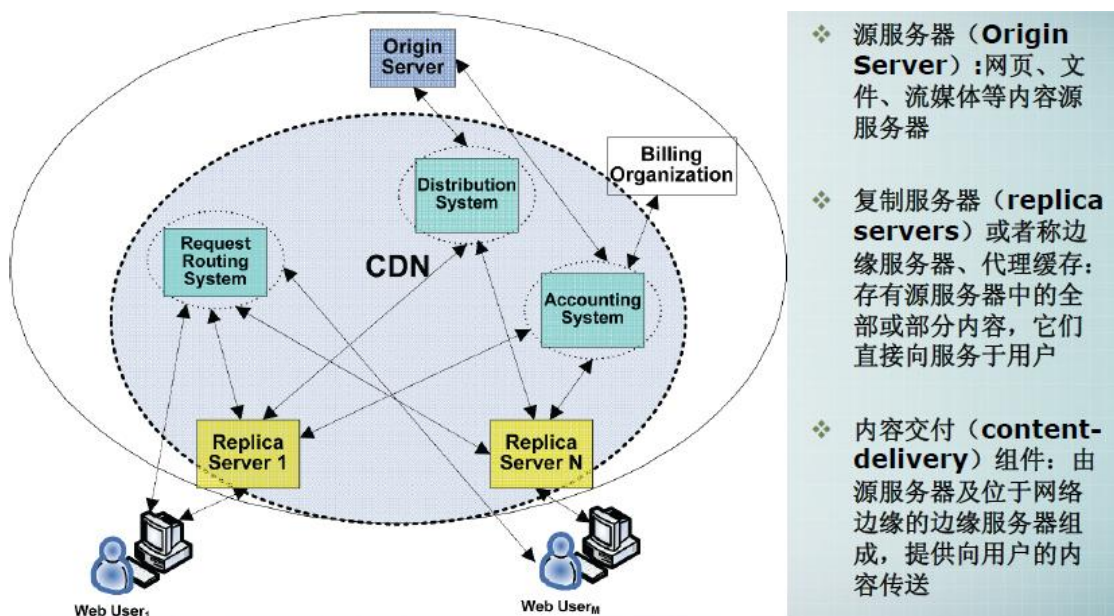 Origin
Server
Billing
Organization
Distribution
System
Request
Routing
System
CDN
Accounting
System
Replica
Server 1
Replica
Server N
Web User₁
Web User_M
❖ 源服务器（Origin
Server）:网页、文
件、流媒体等内容源
服务器
❖ 复制服务器（replica
servers）或者称边
缘服务器、代理缓存：
存有源服务器中的全
部或部分内容，它们
直接向服务于用户
❖ 内容交付（content-
delivery）组件：由
源服务器及位于网络
边缘的边缘服务器组
成，提供向用户的内
容传送